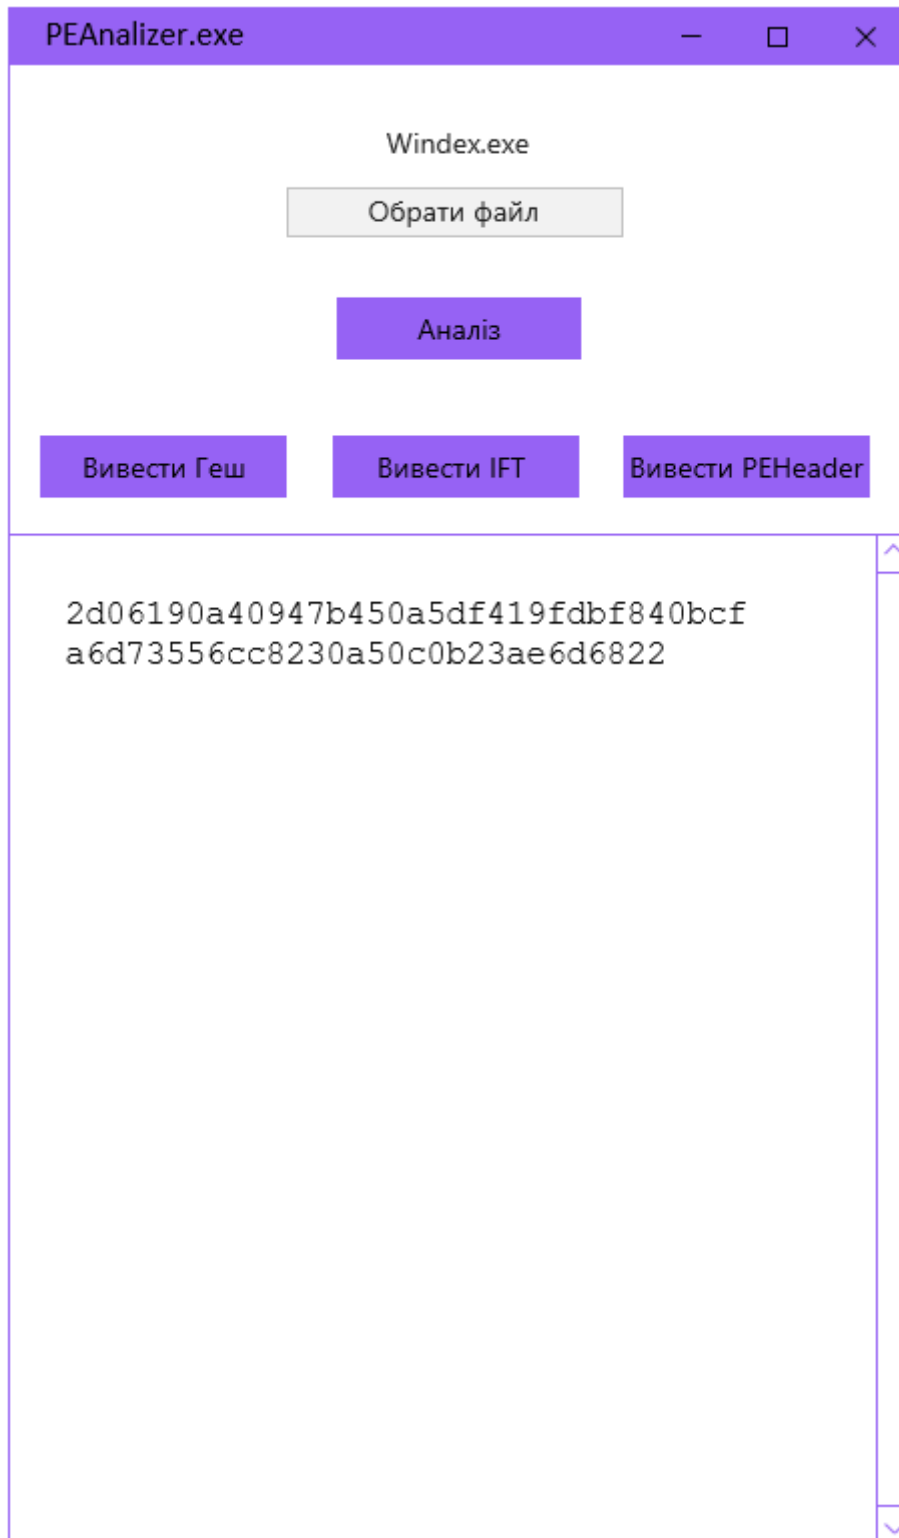 PEAnalizer.exe
Windex.exe
Обрати файл
Аналіз
Вивести Геш
Вивести IFT
Вивести PEHeader
2d06190a40947b450a5df419fdbf840bcf
a6d73556cc8230a50c0b23ae6d6822